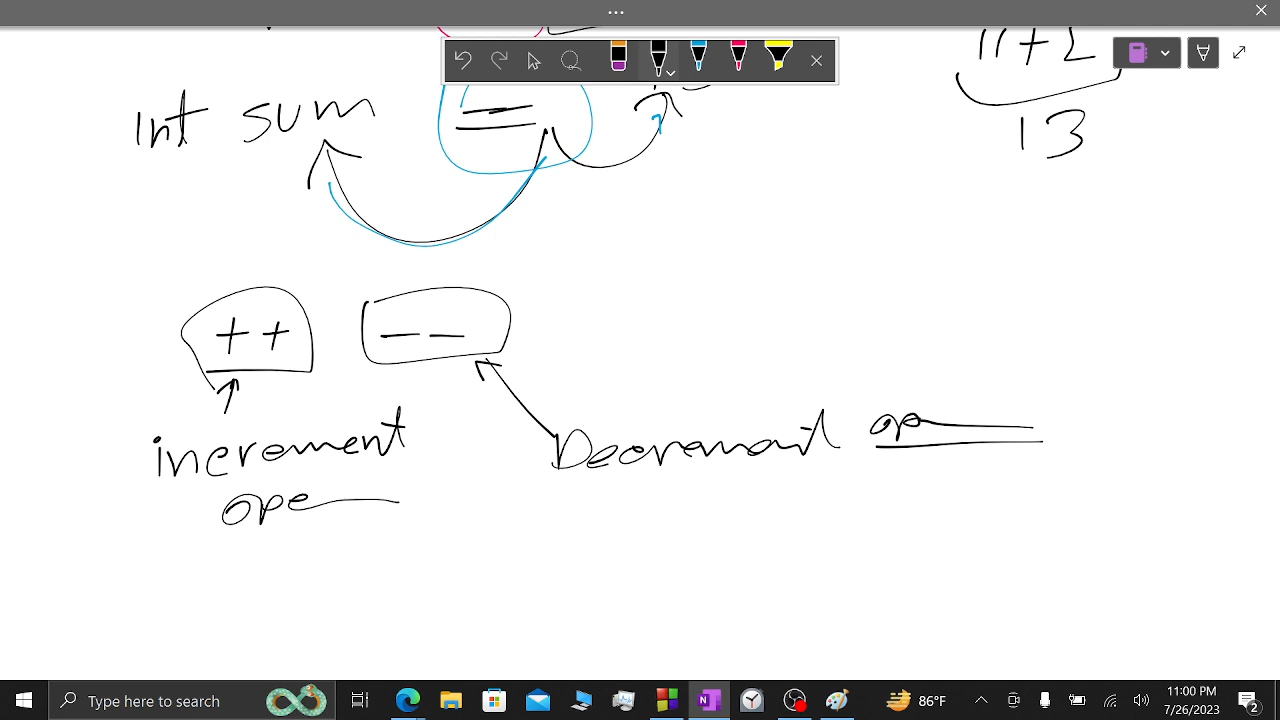 ...
11+2
Int sum =
13
++ --
increment Decrement ope
ope
Type here to search
86°F
11:00 PM
7/26/2023
2